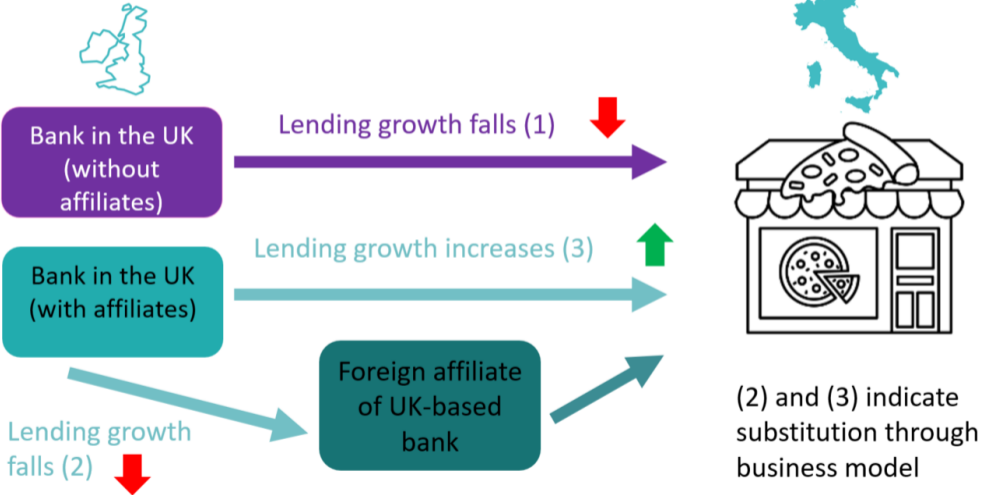 Bank in the UK
(without
affiliates)
Lending growth falls (1)
Bank in the UK
(with affiliates)
Lending growth increases (3)
Foreign affiliate
of UK-based
bank
Lending growth
falls (2)
(2) and (3) indicate
substitution through
business model